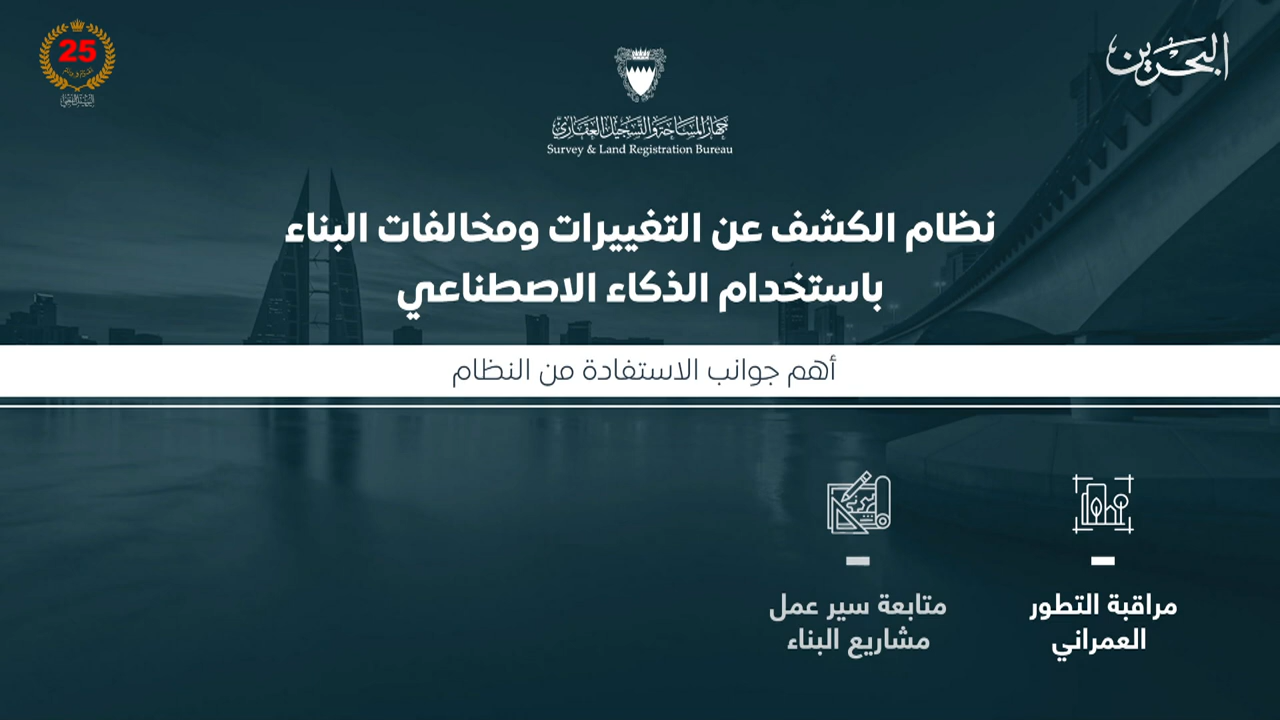 25
البحرين
جهاز المساحة والتسجيل العقاري
Survey & Land Registration Bureau
نظام الكشف عن التغييرات ومخالفات البناء
باستخدام الذكاء الاصطناعي
أهم جوانب الاستفادة من النظام
مراقبة التطور
العمراني
متابعة سير عمل
مشاريع البناء